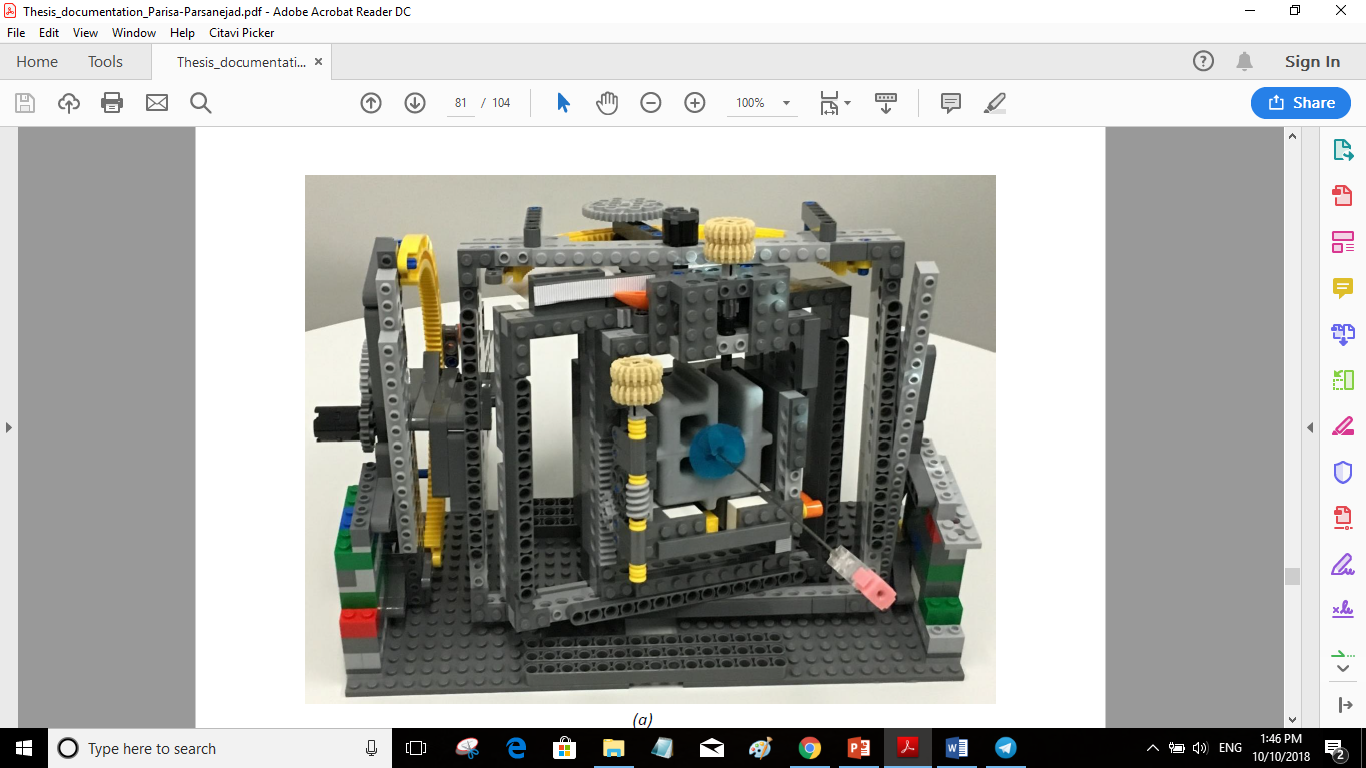 Thesis_documentation_Parisa-Parsanejad.pdf - Adobe Acrobat Reader DC
File Edit View Window Help Citavi Picker
Home Tools Thesis_documentati... Sign In
81 / 104 100% Share
(a)
Type here to search
ENG
1:46 PM
10/10/2018
2